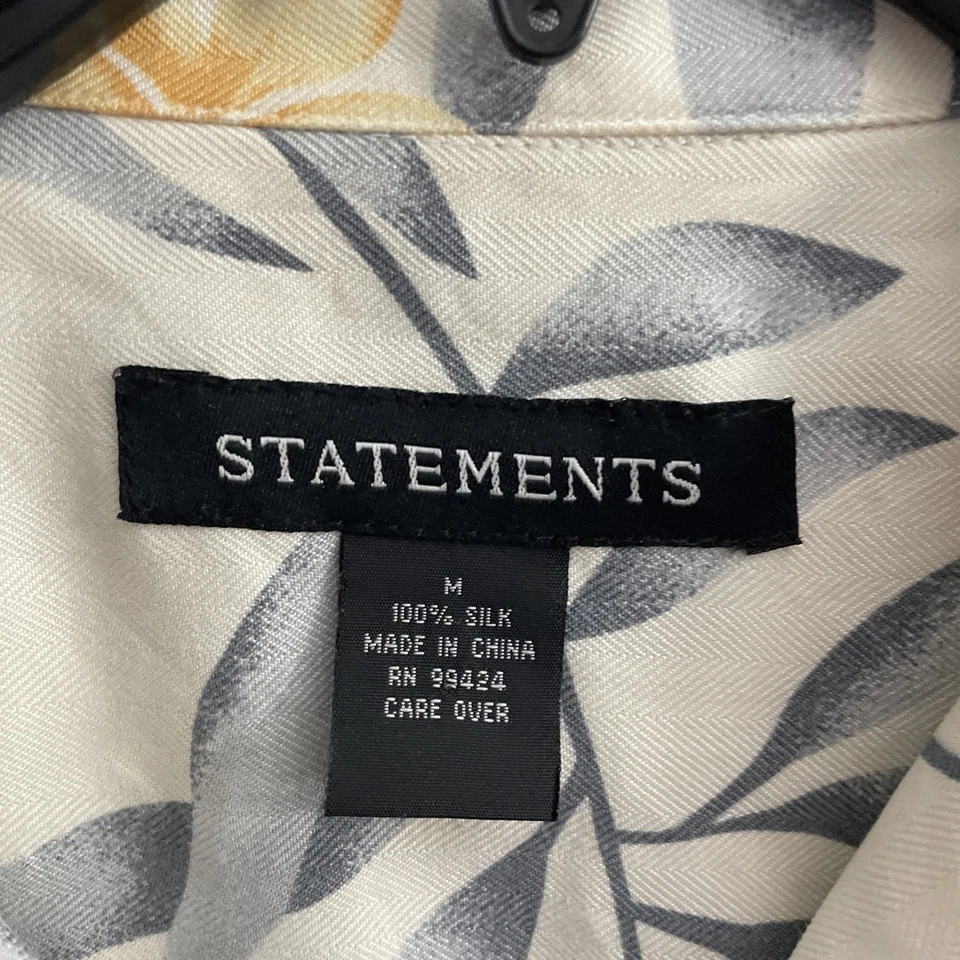 STATEMENTS
M
100% SILK
MADE IN CHINA
RN 99424
CARE OVER